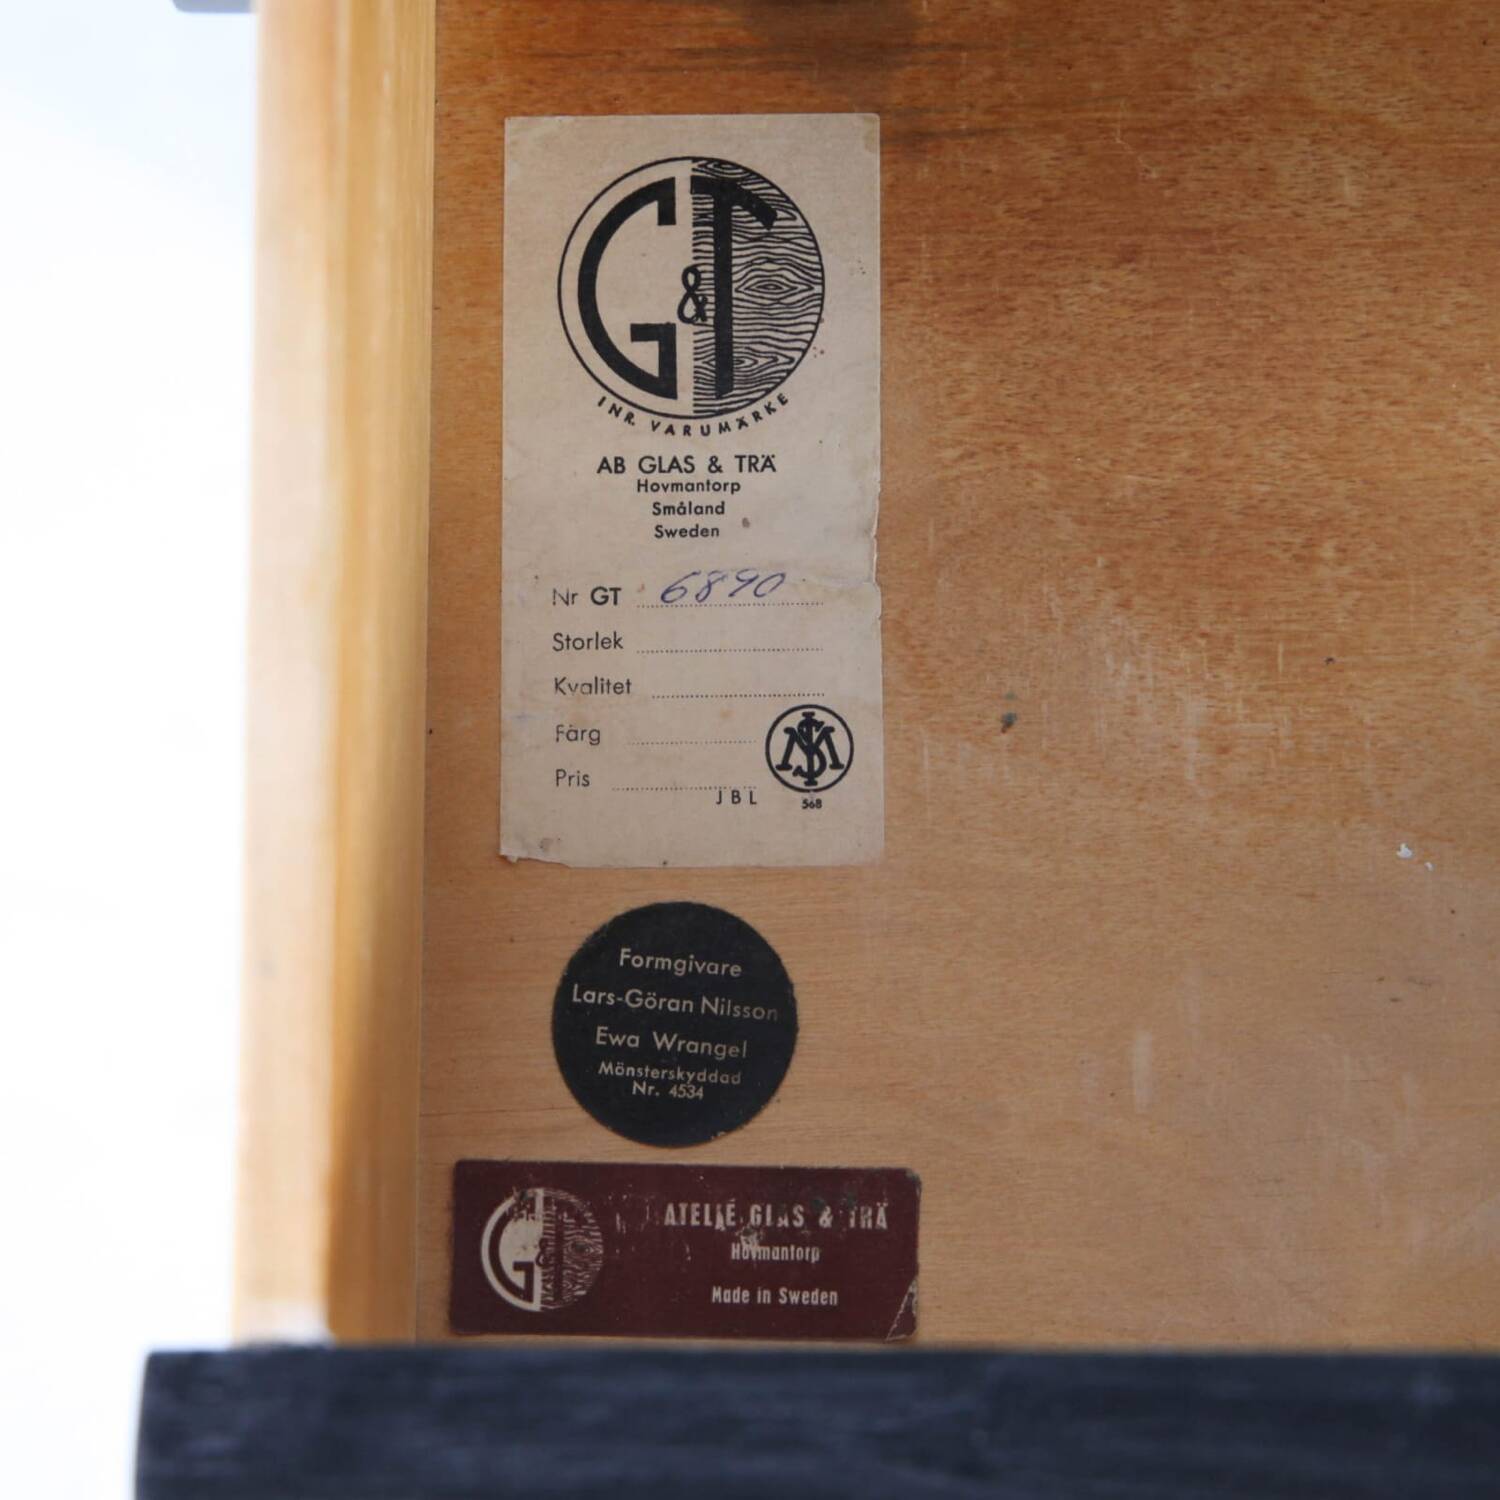 G&T
INR. VARUMÄRKE
AB GLAS & TRÄ
Hovmantorp
Småland
Sweden
Nr GT 6890
Storlek
Kvalitet
Färg
Pris
JBL
568
Formgivare
Lars-Göran Nilsson
Ewa Wrangel
Mönsterskyddad
Nr. 4534
G&T
ATELJÉ GLAS & TRÄ
Hovmantorp
Made in Sweden